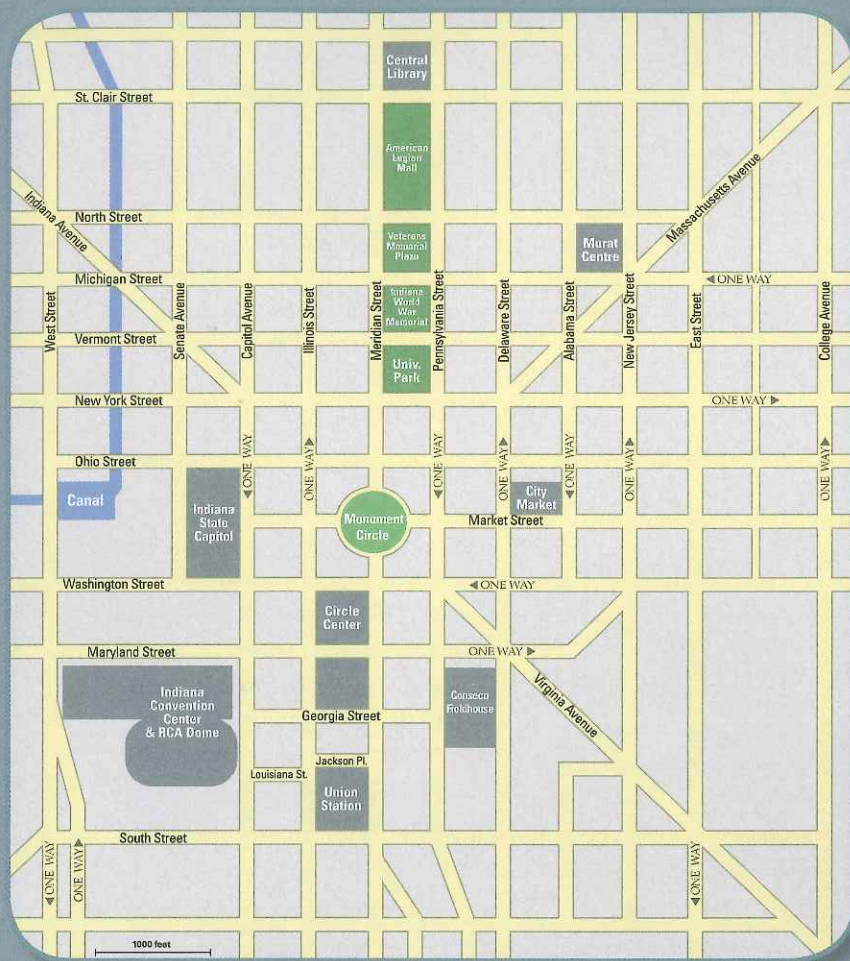 Central
Library
St. Clair Street
American
Legion
Mall
Massachusetts Avenue
Indiana Avenue
North Street
Veterans
Memorial
Plaza
Murat
Centre
Michigan Street
ONE WAY
West Street
Senate Avenue
Capitol Avenue
Illinois Street
Meridian Street
Indiana
World
War
Memorial
Pennsylvania Street
Delaware Street
Alabama Street
New Jersey Street
East Street
College Avenue
Vermont Street
Univ.
Park
New York Street
ONE WAY
Ohio Street
ONE WAY
ONE WAY
ONE WAY
ONE WAY
ONE WAY
ONE WAY
ONE WAY
Canal
Indiana
State
Capitol
Monument
Circle
City
Market
Market Street
Washington Street
ONE WAY
Circle
Center
Maryland Street
ONE WAY
Indiana
Convention
Center
& RCA Dome
Conseco
Fieldhouse
Virginia Avenue
Georgia Street
Jackson Pl.
Louisiana St.
Union
Station
South Street
ONE WAY
ONE WAY
ONE WAY
1000 feet